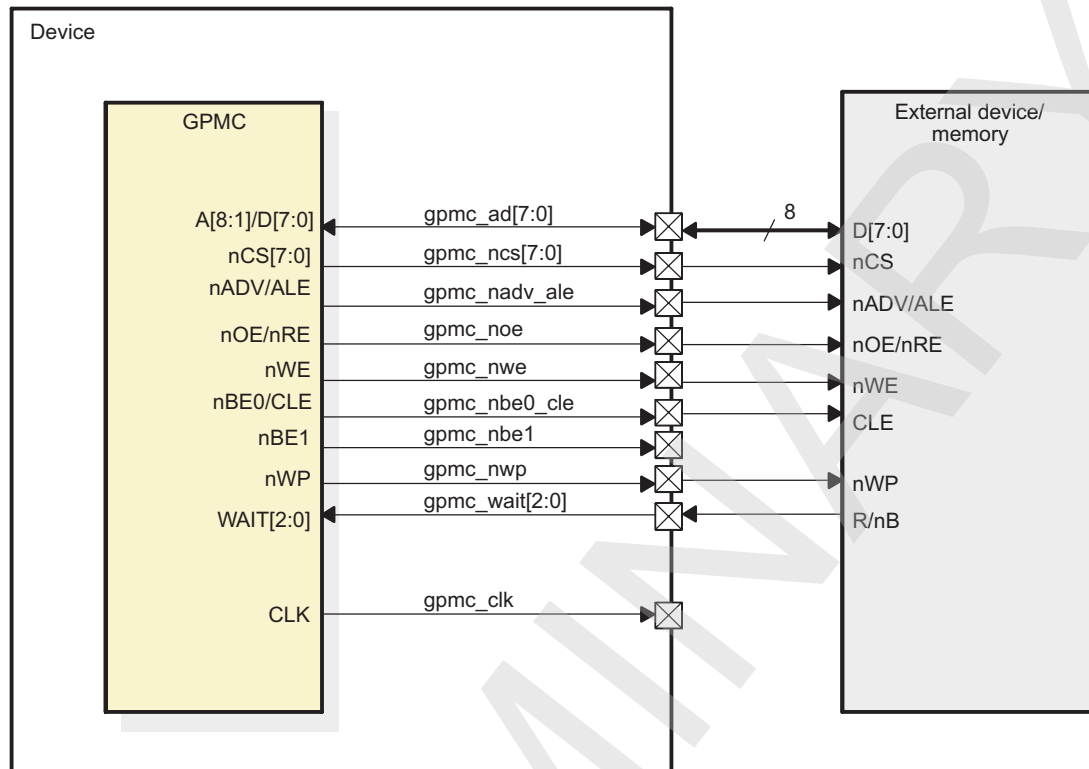 Device
GPMC
External device/
memory
A[8:1]/D[7:0]
gpmc_ad[7:0]
8
D[7:0]
nCS[7:0]
gpmc_ncs[7:0]
nCS
nADV/ALE
gpmc_nadv_ale
nADV/ALE
nOE/nRE
gpmc_noe
nOE/nRE
nWE
gpmc_nwe
nWE
nBE0/CLE
gpmc_nbe0_cle
CLE
nBE1
gpmc_nbe1
nWP
gpmc_nwp
nWP
WAIT[2:0]
gpmc_wait[2:0]
R/nB
CLK
gpmc_clk
MINARY